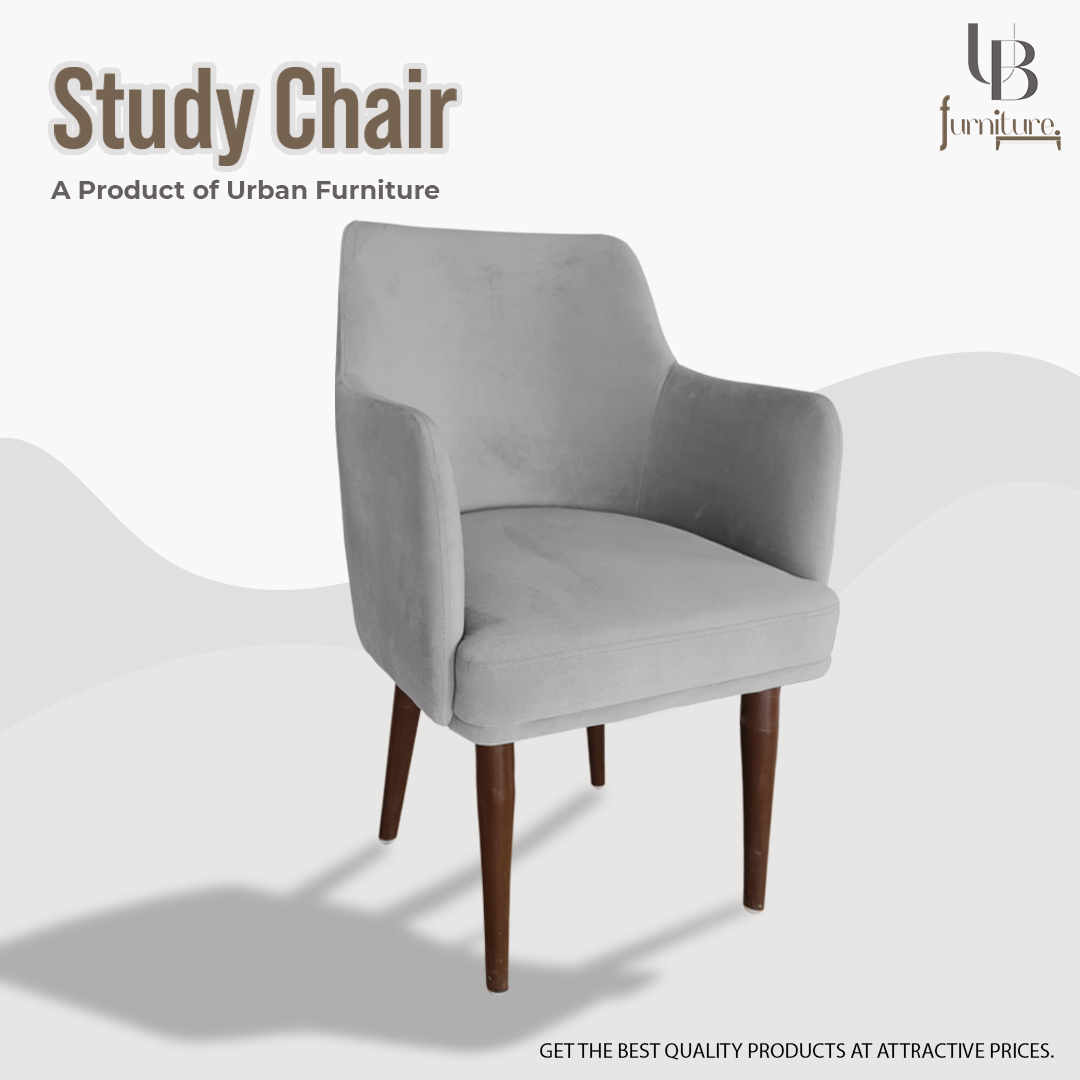 Study Chair
A Product of Urban Furniture
UB
furniture.
GET THE BEST QUALITY PRODUCTS AT ATTRACTIVE PRICES.